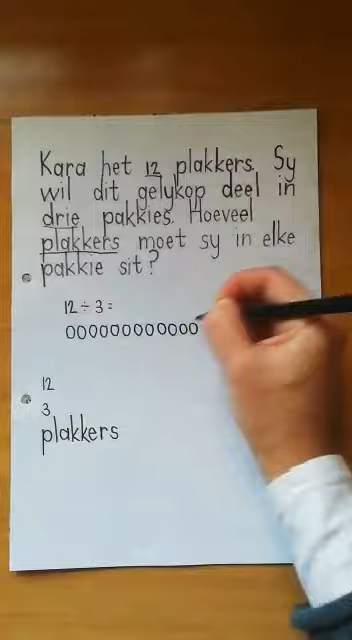 Kara het 12 plakkers. Sy
wil dit gelykop deel in
drie pakkies. Hoeveel
plakkers moet sy in elke
pakkie sit?
12 ÷ 3 =
OOOOOOOOOOOO
12
3
plakkers